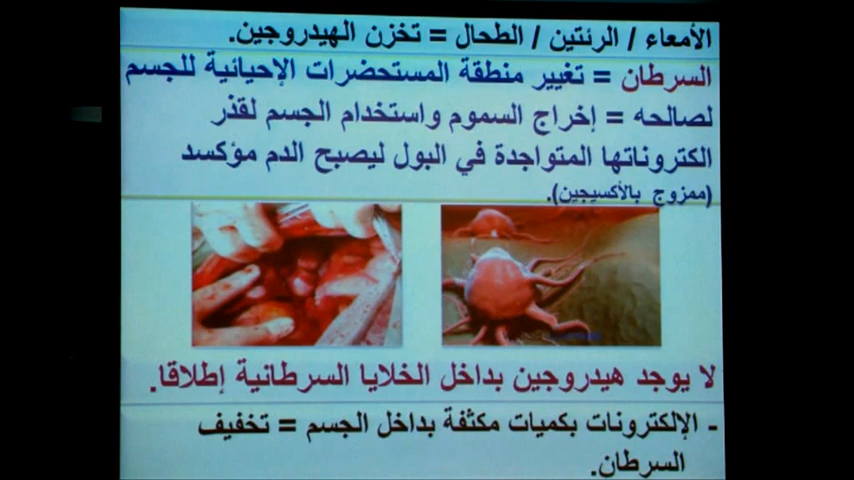 الأمعاء / الرئتين / الطحال = تخزن الهيدروجين.
السرطان = تغيير منطقة المستحضرات الإحيائية للجسم
لصالحه = إخراج السموم واستخدام الجسم لقذر
الكتروناتها المتواجدة في البول ليصبح الدم مؤكسد
(ممزوج بالأكسيجين).
لا يوجد هيدروجين بداخل الخلايا السرطانية إطلاقا.
- الإلكترونات بكميات مكثفة بداخل الجسم = تخفيف
السرطان.